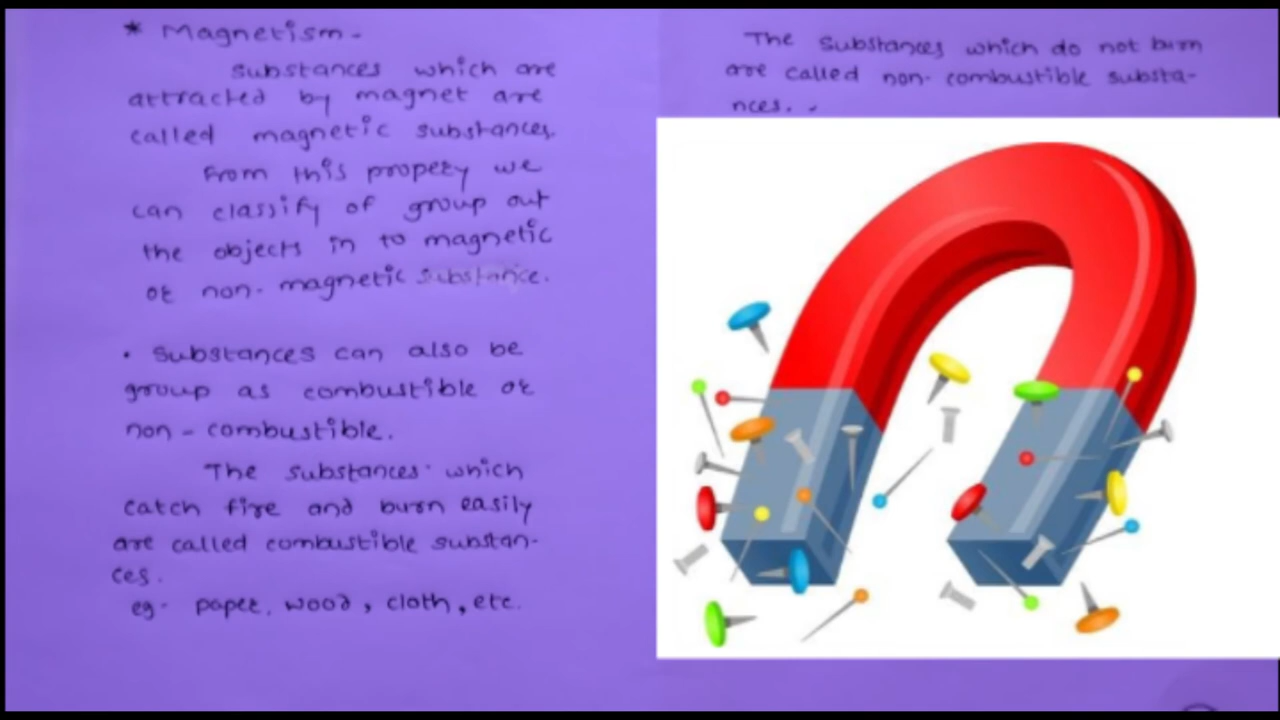 * Magnetism -
substances which are
attracted by magnet are
called magnetic substances.
From this propety we
can classify or group out
the objects in to magnetic
or non- magnetic substance.
• Substances can also be
group as combustible or
non - combustible.
The substances which
catch fire and burn easily
are called combustible substan-
ces.
eg- paper, wood, cloth, etc.
The substances which do not burn
are called non- combustible substa-
nces. .